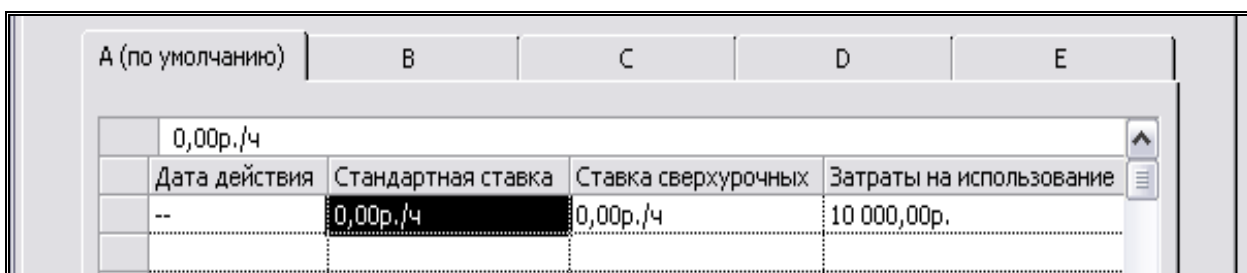 A (по умолчанию) B C D E
0,00р./ч
Дата действия Стандартная ставка Ставка сверхурочных Затраты на использование
-- 0,00р./ч 0,00р./ч 10 000,00р.